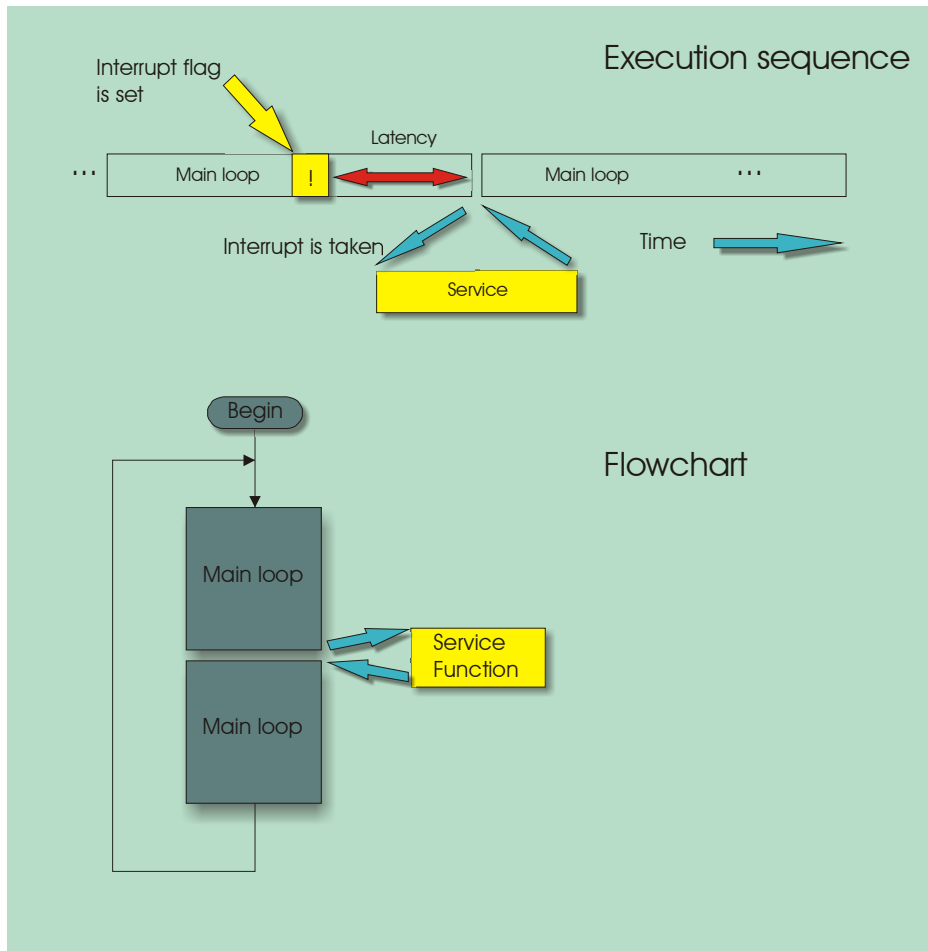 Execution sequence
Interrupt flag
is set
Latency
...
Main loop
!
Main loop
...
Interrupt is taken
Time
Service
Begin
Flowchart
Main loop
Service
Function
Main loop